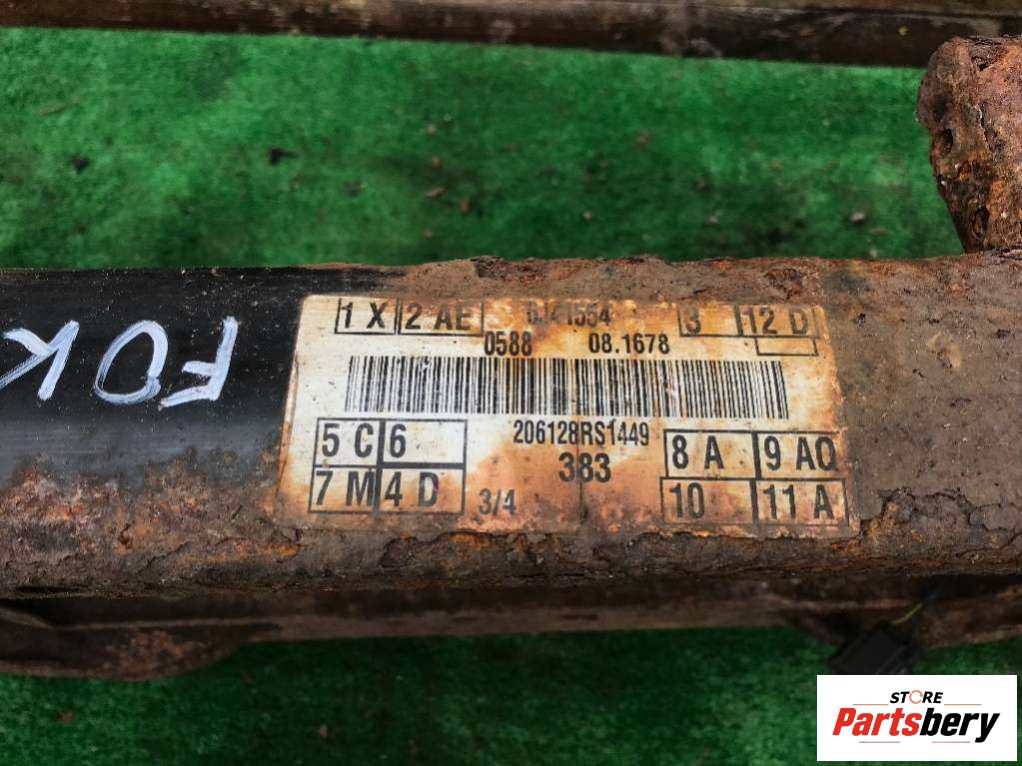 1 X 2 AE 3 12 D
0588 08.1678
206128RS1449
5 C 6 8 A 9 AQ
383
7 M 4 D 3/4 10 11 A
FOK
STORE
Partsbery